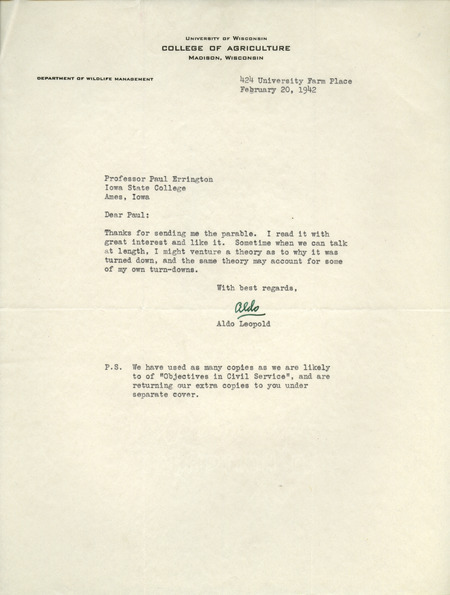 University of Wisconsin
COLLEGE OF AGRICULTURE
Madison, Wisconsin
DEPARTMENT OF WILDLIFE MANAGEMENT
424 University Farm Place
February 20, 1942
Professor Paul Errington
Iowa State College
Ames, Iowa
Dear Paul:
Thanks for sending me the parable. I read it with
great interest and like it. Sometime when we can talk
at length, I might venture a theory as to why it was
turned down, and the same theory may account for some
of my own turn-downs.
With best regards,
Aldo
Aldo Leopold
P.S. We have used as many copies as we are likely
to of "Objectives in Civil Service", and are
returning our extra copies to you under
separate cover.